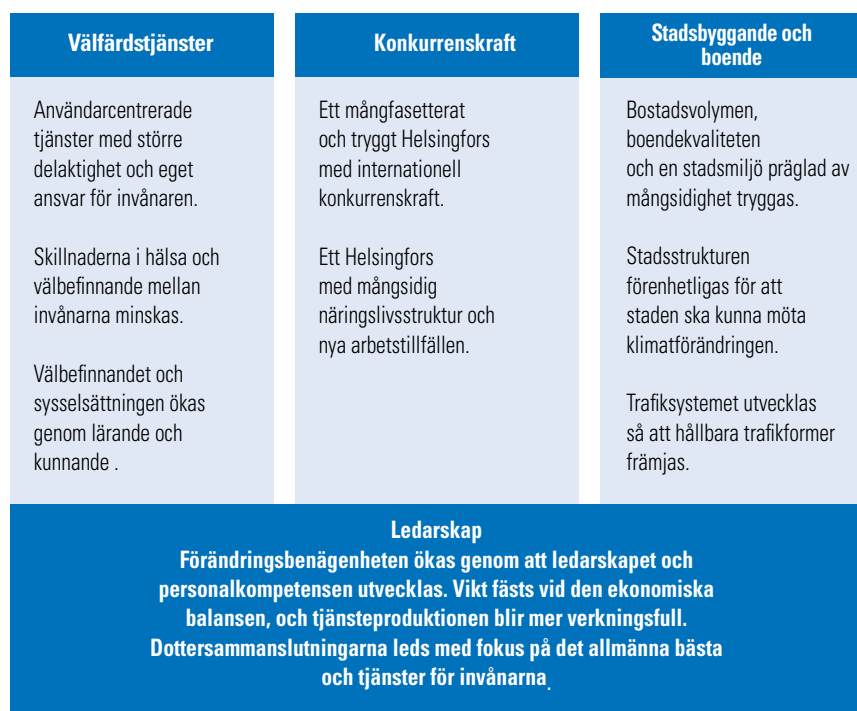 Välfärdstjänster
Användarcentrerade
tjänster med större
delaktighet och eget
ansvar för invånaren.
Skillnaderna i hälsa och
välbefinnande mellan
invånarna minskas.
Välbefinnandet och
sysselsättningen ökas
genom lärande och
kunnande .
Konkurrenskraft
Ett mångfasetterat
och tryggt Helsingfors
med internationell
konkurrenskraft.
Ett Helsingfors
med mångsidig
näringslivsstruktur och
nya arbetstillfällen.
Stadsbyggande och
boende
Bostadsvolymen,
boendekvaliteten
och en stadsmiljö präglad av
mångsidighet tryggas.
Stadsstrukturen
förenhetligas för att
staden ska kunna möta
klimatförändringen.
Trafiksystemet utvecklas
så att hållbara trafikformer
främjas.
Ledarskap
Förändringsbenägenheten ökas genom att ledarskapet och
personalkompetensen utvecklas. Vikt fästs vid den ekonomiska
balansen, och tjänsteproduktionen blir mer verkningsfull.
Dottersammanslutningarna leds med fokus på det allmänna bästa
och tjänster för invånarna.